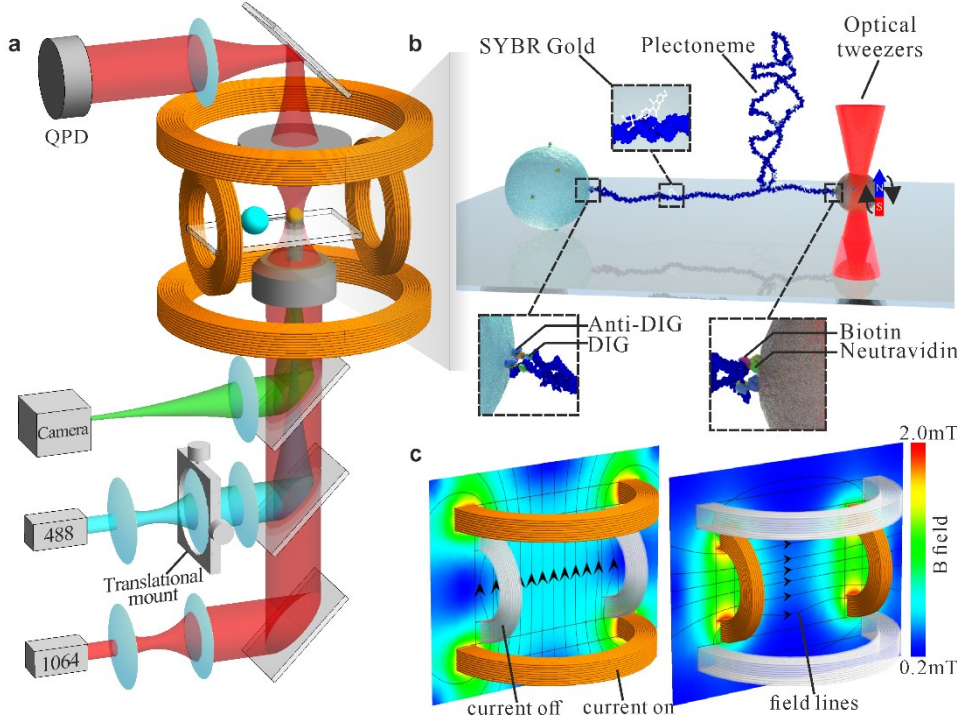 a
QPD
Camera
488
Translational
mount
1064
b
SYBR Gold
Plectoneme
Optical
tweezers
N
S
Anti-DIG
DIG
Biotin
Neutravidin
c
2.0mT
B field
0.2mT
current off
current on
field lines